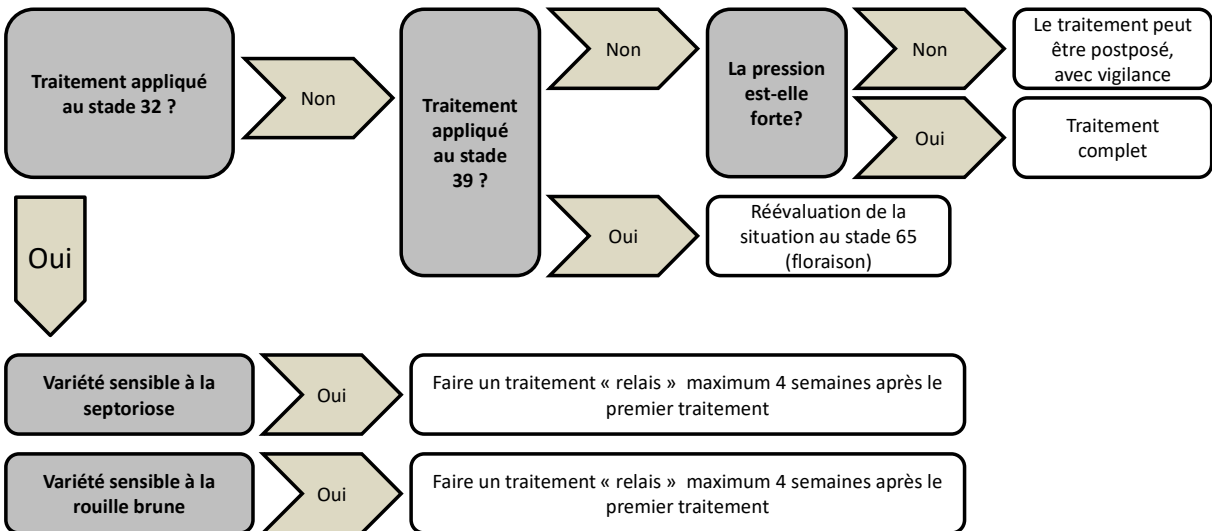 Traitement appliqué
au stade 32 ?
Non
Traitement
appliqué
au stade
39 ?
Non
La pression
est-elle
forte?
Non
Le traitement peut
être postposé,
avec vigilance
Oui
Traitement
complet
Oui
Réévaluation de la
situation au stade 65
(floraison)
Oui
Variété sensible à la
septoriose
Oui
Faire un traitement « relais »  maximum 4 semaines après le
premier traitement
Variété sensible à la
rouille brune
Oui
Faire un traitement « relais »  maximum 4 semaines après le
premier traitement